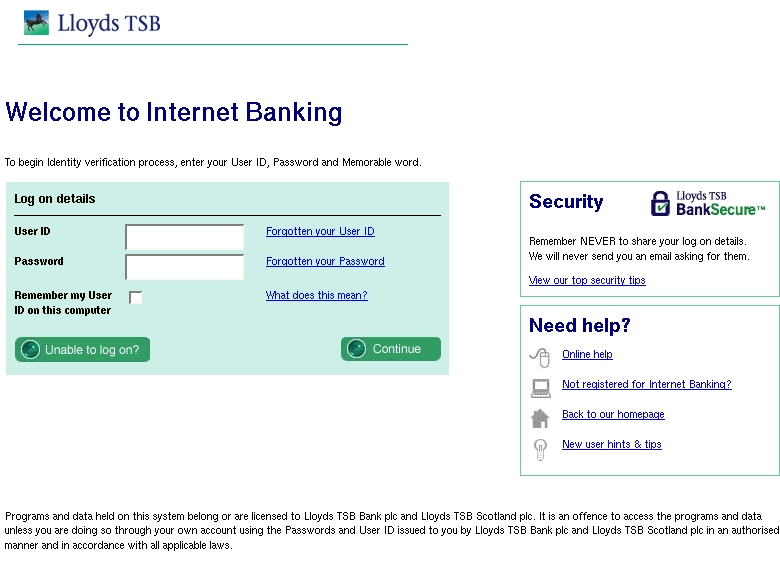 Lloyds TSB
Welcome to Internet Banking
To begin Identity verification process, enter your User ID, Password and Memorable word.
Log on details
User ID
Forgotten your User ID
Password
Forgotten your Password
Remember my User
ID on this computer
What does this mean?
Unable to log on?
Continue
Security
Lloyds TSB
BankSecure™
Remember NEVER to share your log on details.
We will never send you an email asking for them.
View our top security tips
Need help?
Online help
Not registered for Internet Banking?
Back to our homepage
New user hints & tips
Programs and data held on this system belong or are licensed to Lloyds TSB Bank plc and Lloyds TSB Scotland plc. It is an offence to access the programs and data
unless you are doing so through your own account using the Passwords and User ID issued to you by Lloyds TSB Bank plc and Lloyds TSB Scotland plc in an authorised
manner and in accordance with all applicable laws.